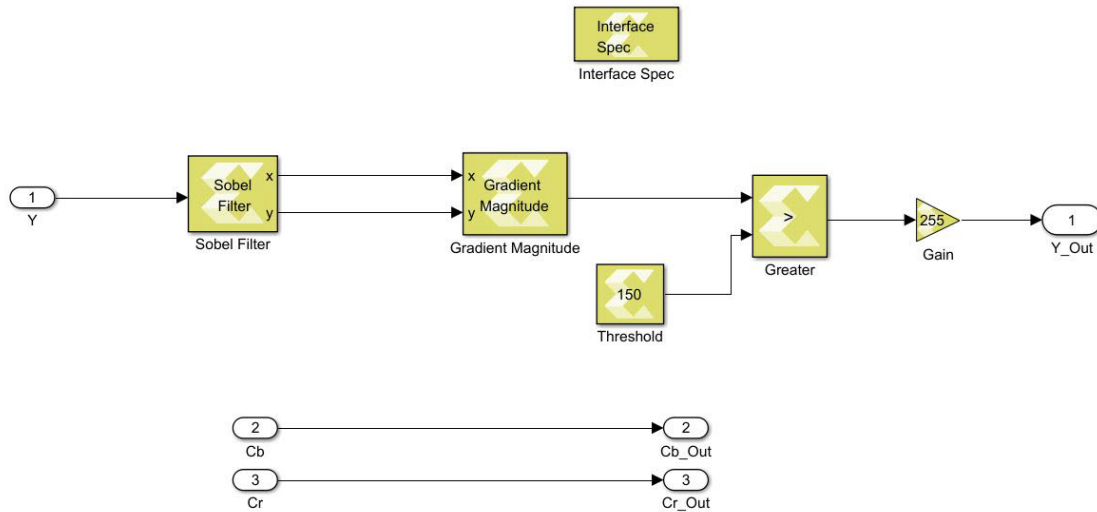 Interface
Spec
Interface Spec
1
Y
Sobel
Filter
x
y
Sobel Filter
x
y
Gradient
Magnitude
Gradient Magnitude
150
Threshold
>
Greater
255
Gain
1
Y_Out
2
Cb
2
Cb_Out
3
Cr
3
Cr_Out